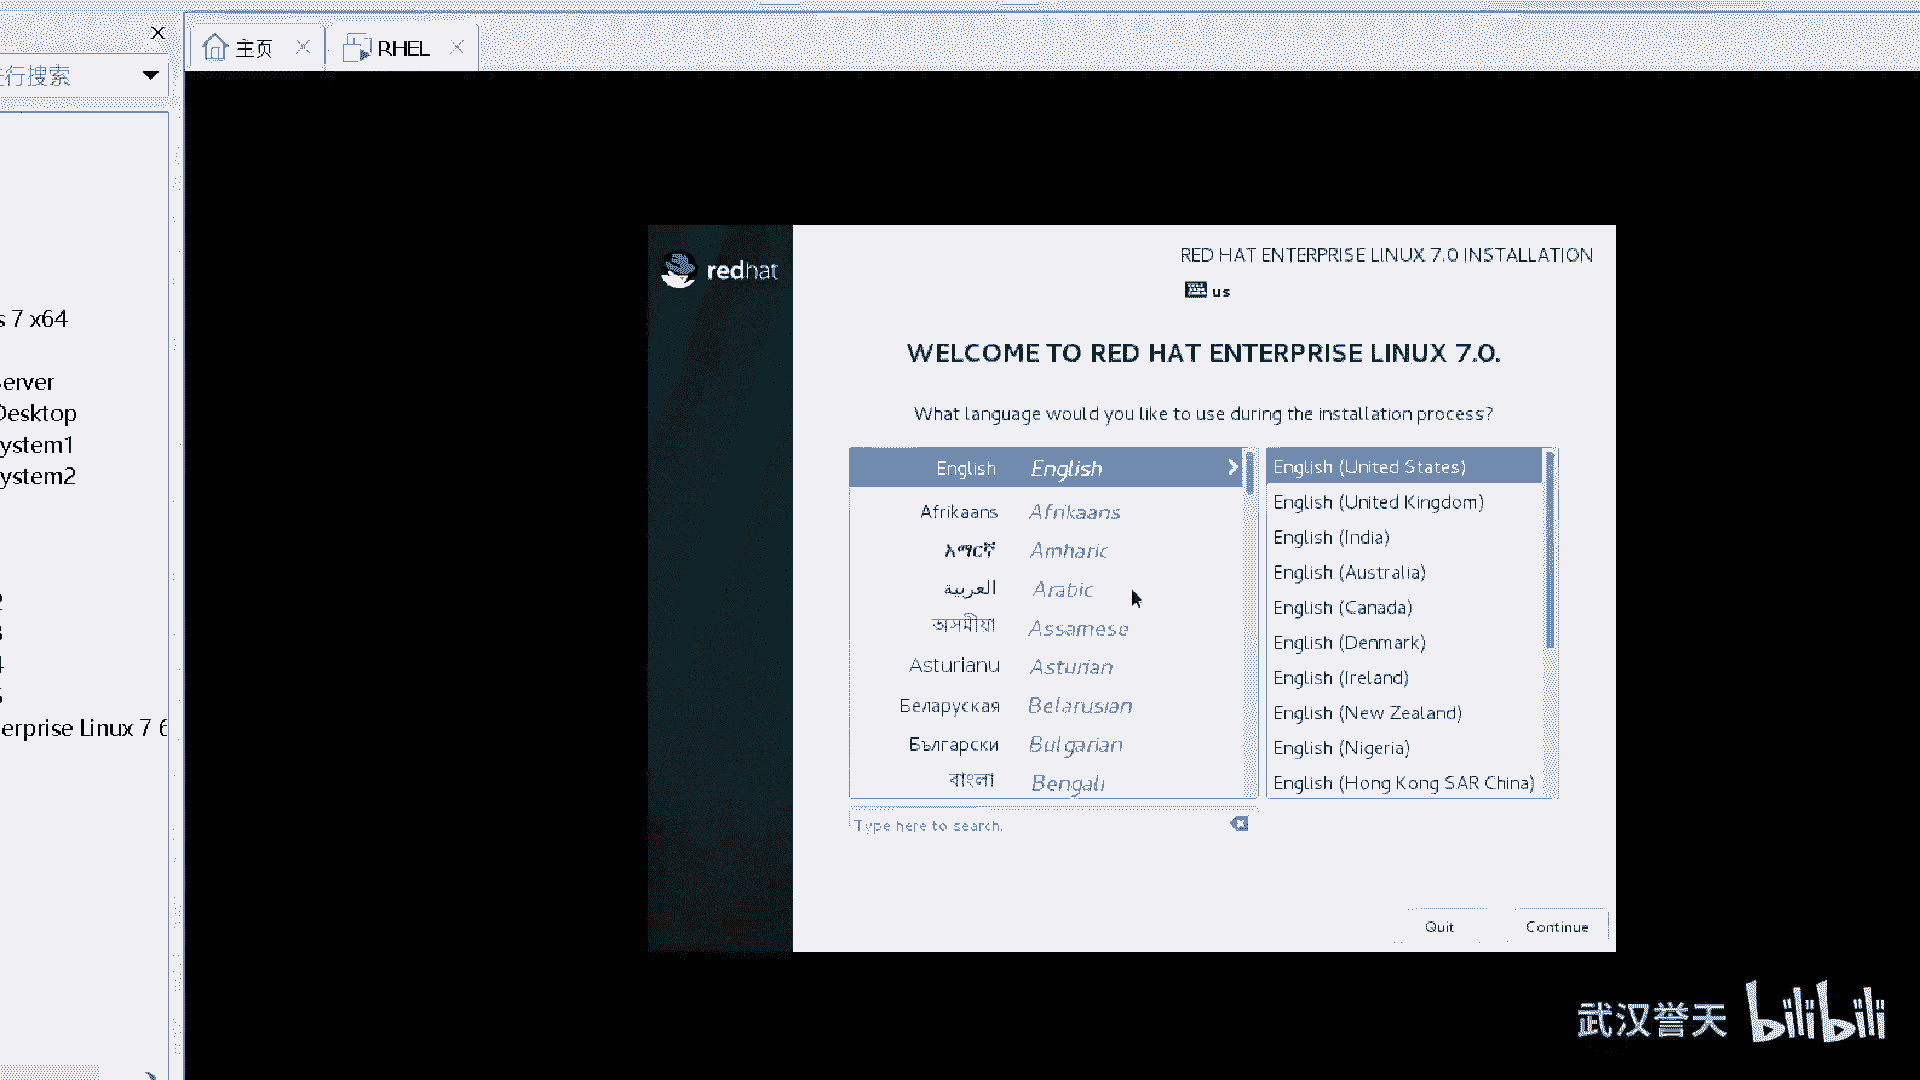 主页
RHEL
行搜索
s 7 x64
erver
Desktop
ystem1
ystem2
erprise Linux 7 6
redhat
RED HAT ENTERPRISE LINUX 7.0 INSTALLATION
us
WELCOME TO RED HAT ENTERPRISE LINUX 7.0.
What language would you like to use during the installation process?
English English
Afrikaans Afrikaans
አማርኛ Amharic
العربية Arabic
অসমীয়া Assamese
Asturianu Asturian
Беларуская Belarusian
Български Bulgarian
বাংলা Bengali
English (United States)
English (United Kingdom)
English (India)
English (Australia)
English (Canada)
English (Denmark)
English (Ireland)
English (New Zealand)
English (Nigeria)
English (Hong Kong SAR China)
Type here to search.
Quit
Continue
武汉誉天 bilibili